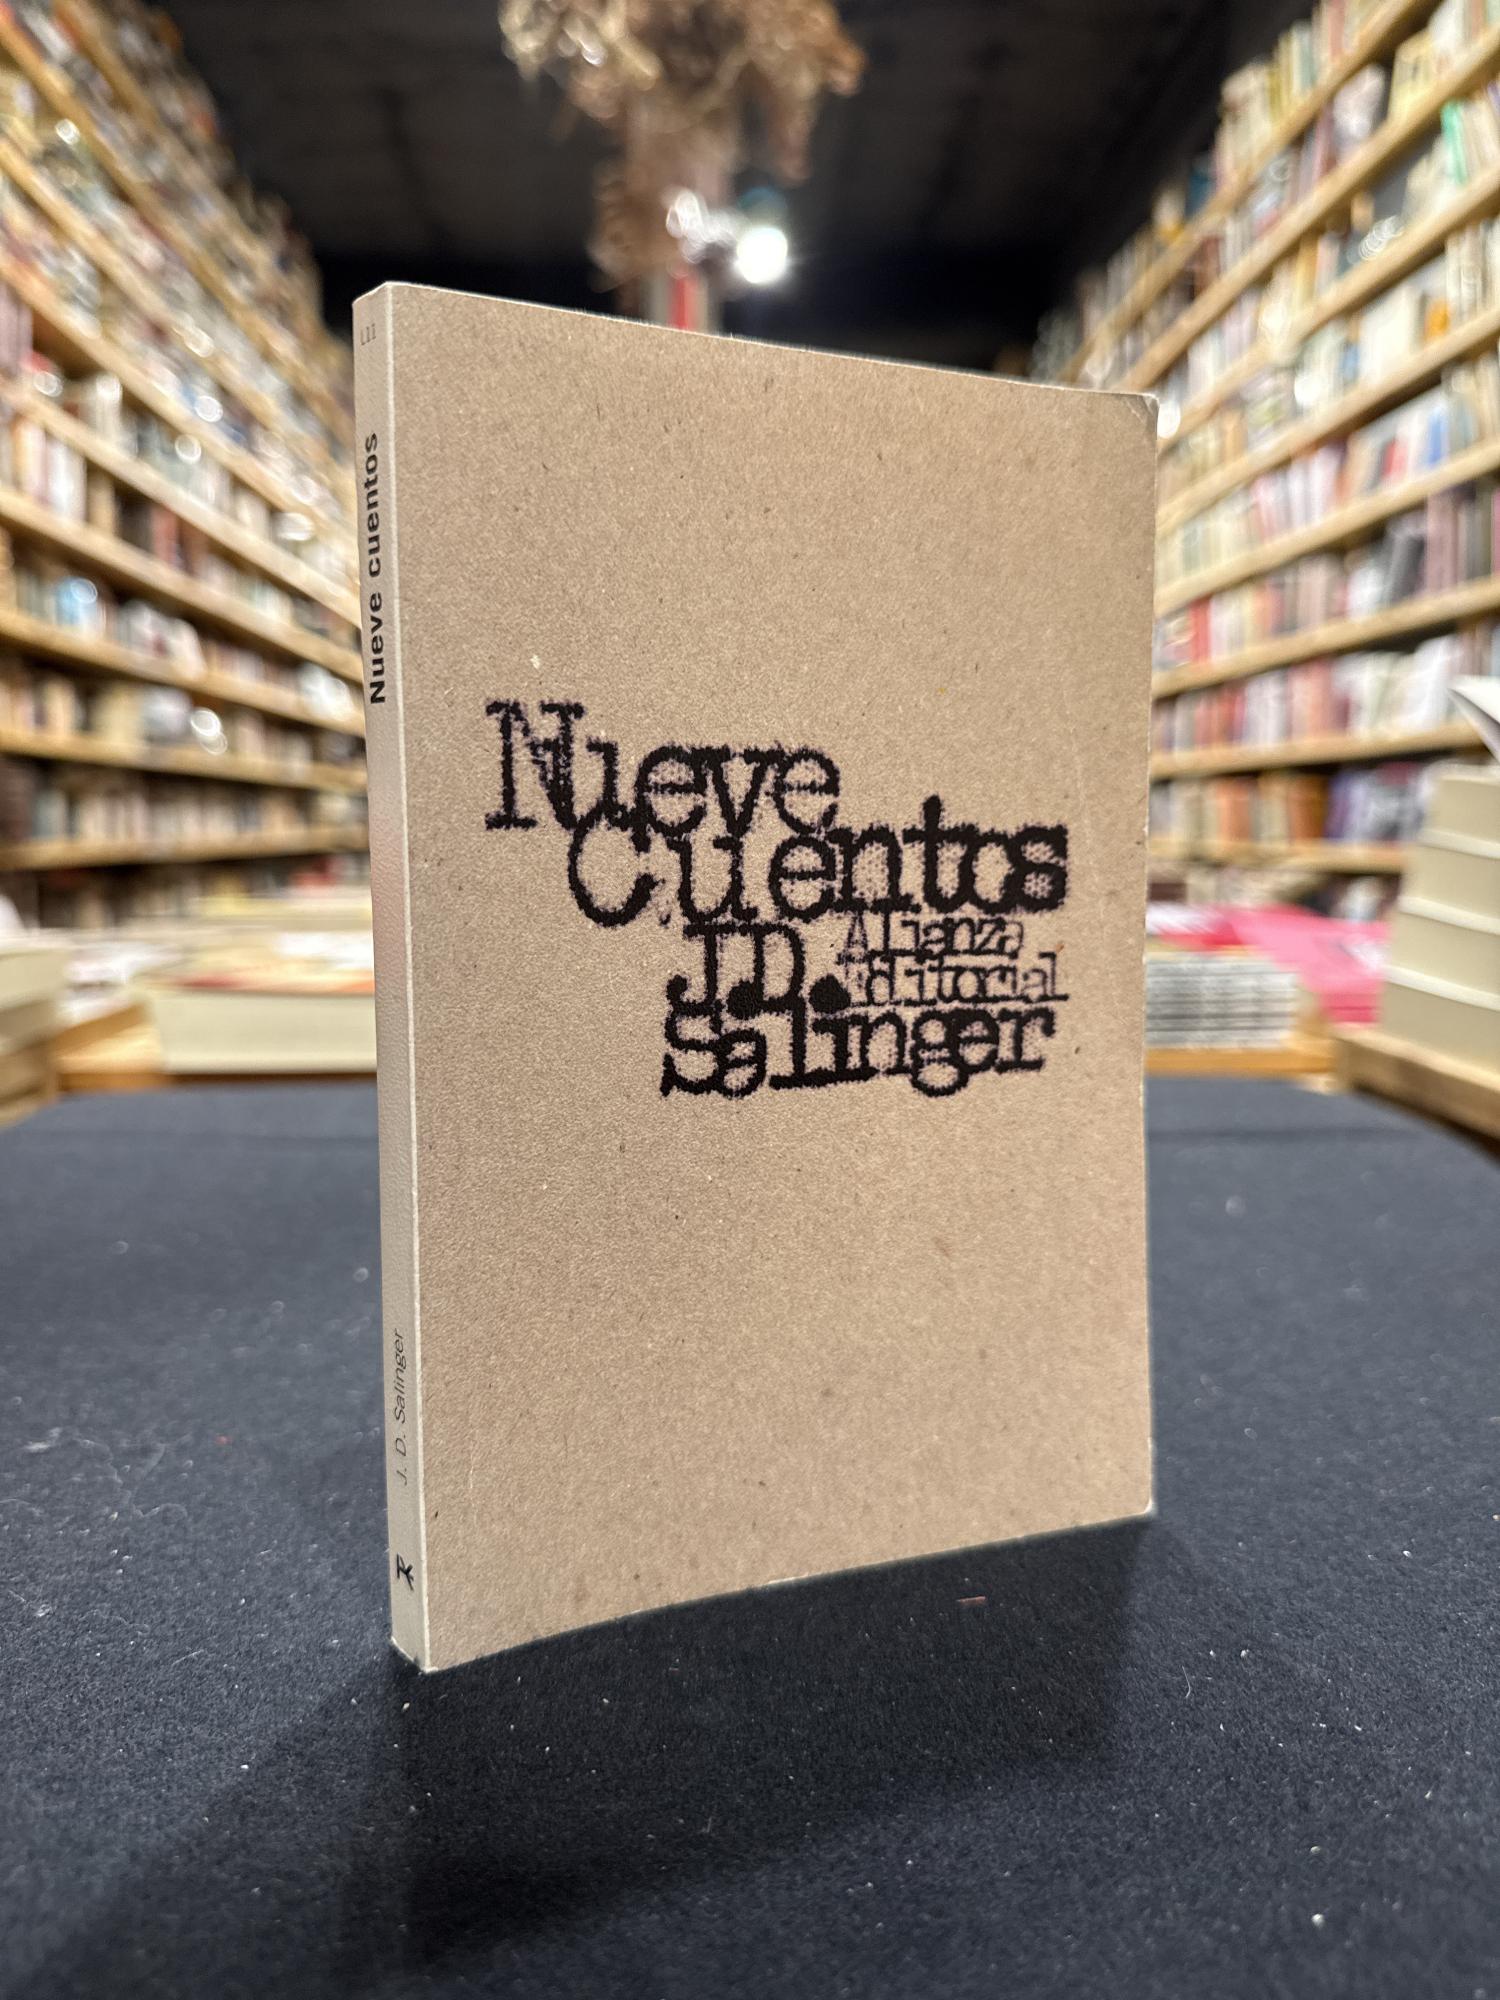 Nueve cuentos
J. D. Salinger
Nueve
Cuentos
J.D.
Alianza
Editorial
Salinger